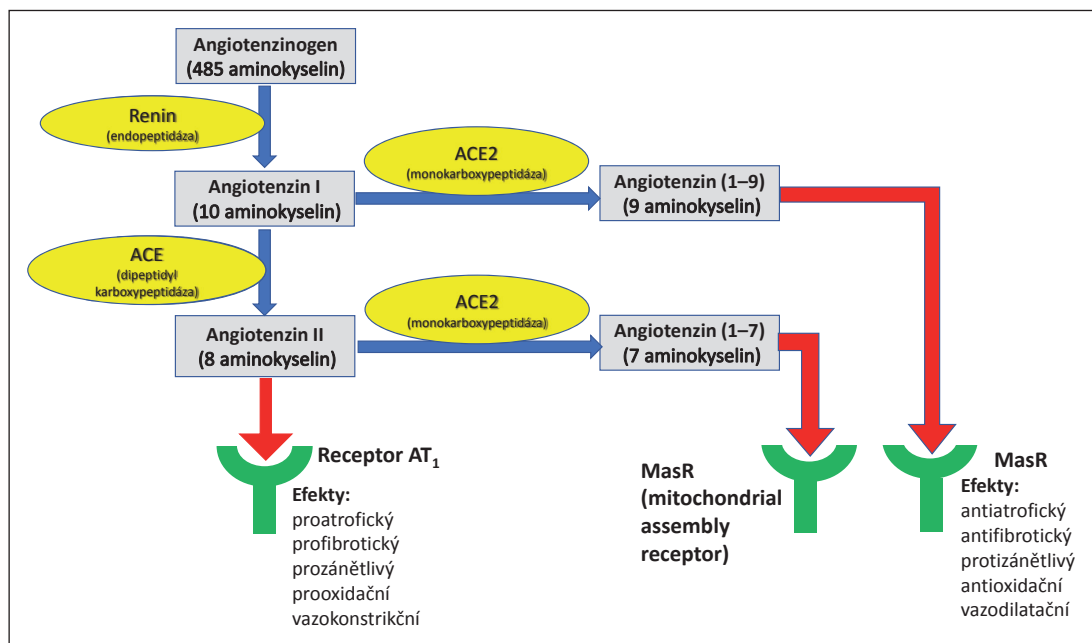 Angiotenzinogen
(485 aminokyselin)
Renin
(endopeptidáza)
ACE2
(monokarboxypeptidáza)
Angiotenzin I
(10 aminokyselin)
Angiotenzin (1–9)
(9 aminokyselin)
ACE
(dipeptidyl
karboxypeptidáza)
ACE2
(monokarboxypeptidáza)
Angiotenzin II
(8 aminokyselin)
Angiotenzin (1–7)
(7 aminokyselin)
Receptor AT₁
Efekty:
proatrofický
profibrotický
prozánětlivý
prooxidační
vazokonstrikční
MasR
(mitochondrial
assembly
receptor)
MasR
Efekty:
antiatrofický
antifibrotický
protizánětlivý
antioxidační
vazodilatační